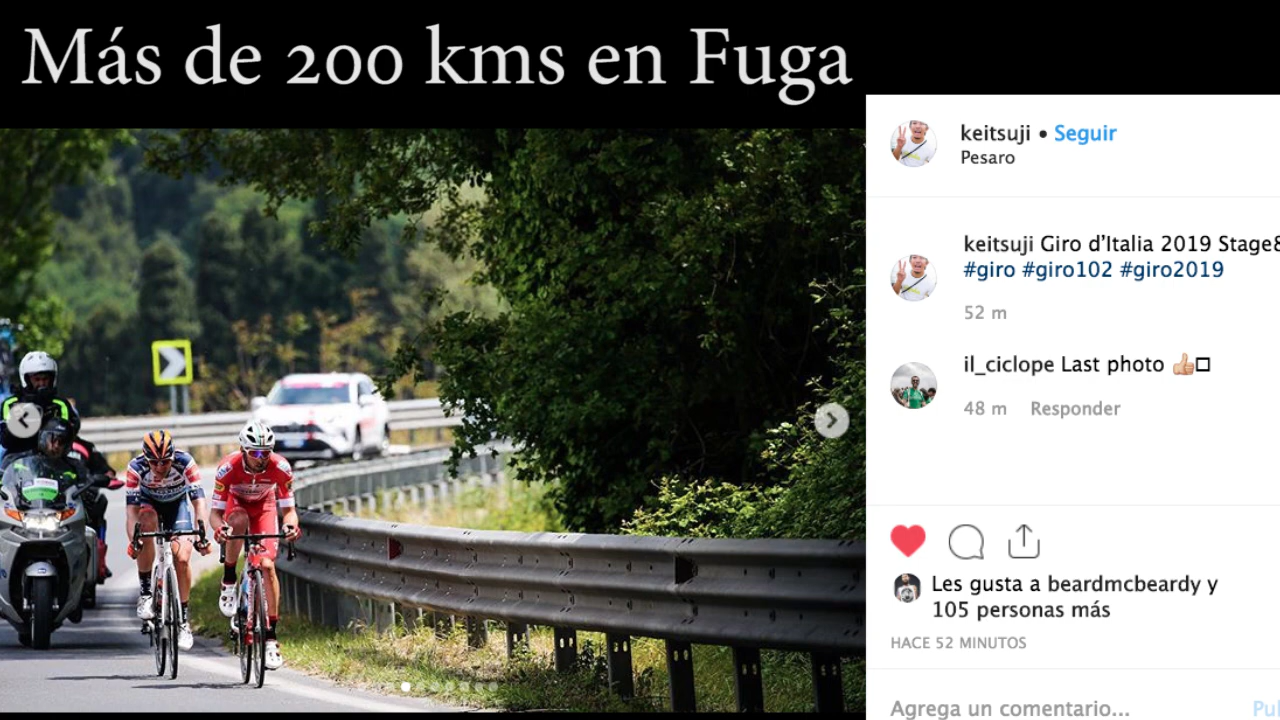 Más de 200 kms en Fuga
keitsuji • Seguir
Pesaro
keitsuji Giro d'Italia 2019 Stage8
#giro #giro102 #giro2019
52 m
il_ciclope Last photo 👍🏼
48 m Responder
Les gusta a beardmcbeardy y
105 personas más
HACE 52 MINUTOS
Agrega un comentario...